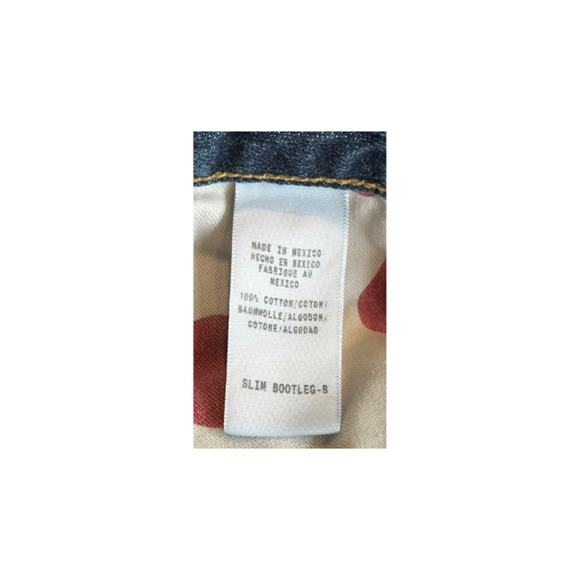 MADE IN MEXICO
HECHO EN MEXICO
FABRIQUE AU
MEXICO
100% COTTON/COTON/
BAUMWOLLE/ALGODON/
COTONE/ALGODAO
SLIM BOOTLEG-B